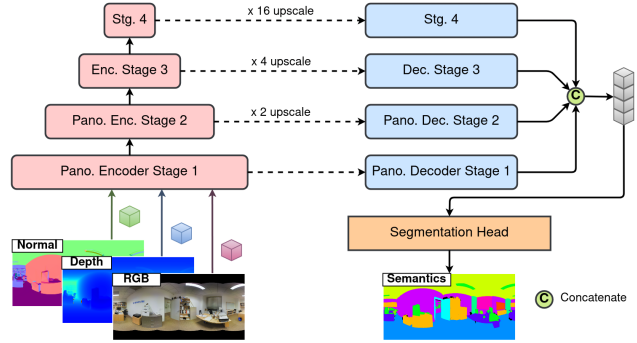 Stg. 4
x 16 upscale
Stg. 4
Enc. Stage 3
x 4 upscale
Dec. Stage 3
Pano. Enc. Stage 2
x 2 upscale
Pano. Dec. Stage 2
C
Pano. Encoder Stage 1
Pano. Decoder Stage 1
Segmentation Head
Normal
Depth
RGB
Semantics
C Concatenate